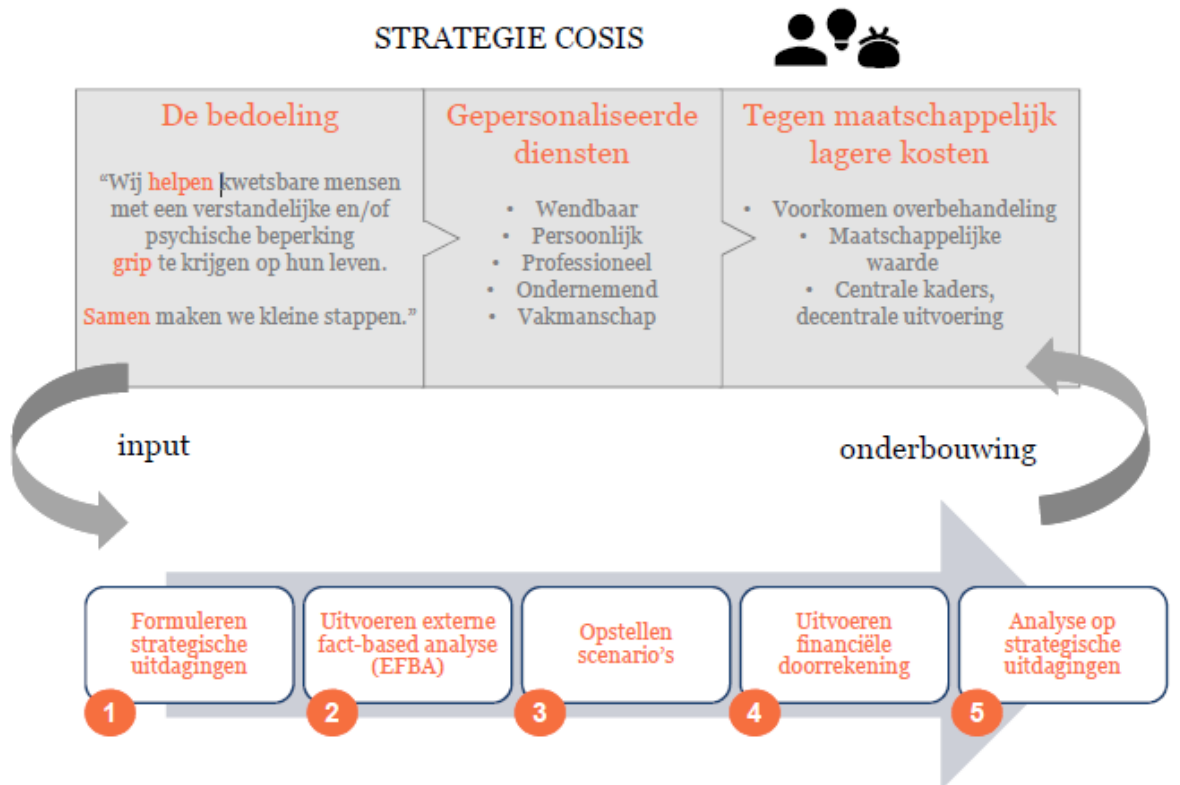 STRATEGIE COSIS
De bedoeling
“Wij helpen kwetsbare mensen
met een verstandelijke en/of
psychische beperking
grip te krijgen op hun leven.
Samen maken we kleine stappen.”
Gepersonaliseerde
diensten
• Wendbaar
• Persoonlijk
• Professioneel
• Ondernemend
• Vakmanschap
Tegen maatschappelijk
lagere kosten
• Voorkomen overbehandeling
• Maatschappelijke
waarde
• Centrale kaders,
decentrale uitvoering
input
onderbouwing
Formuleren
strategische
uitdagingen
1
Uitvoeren externe
fact-based analyse
(EFBA)
2
Opstellen
scenario’s
3
Uitvoeren
financiële
doorrekening
4
Analyse op
strategische
uitdagingen
5